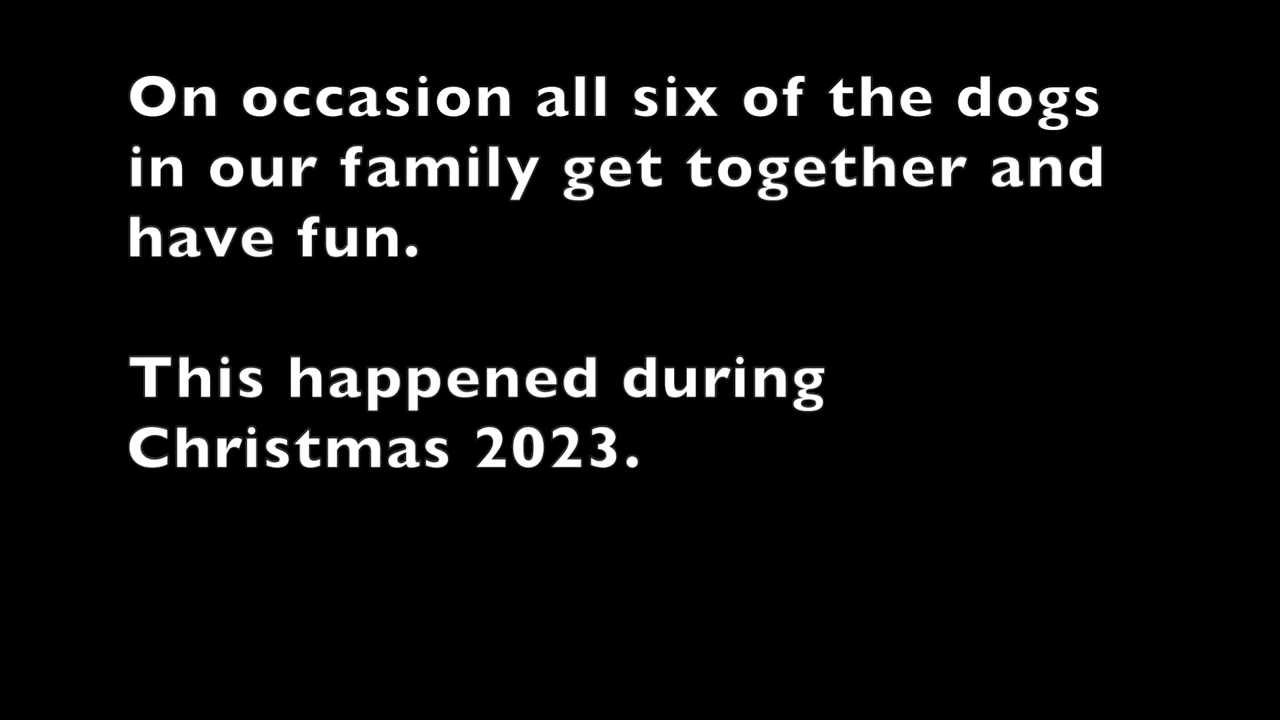 On occasion all six of the dogs
in our family get together and
have fun.
This happened during
Christmas 2023.